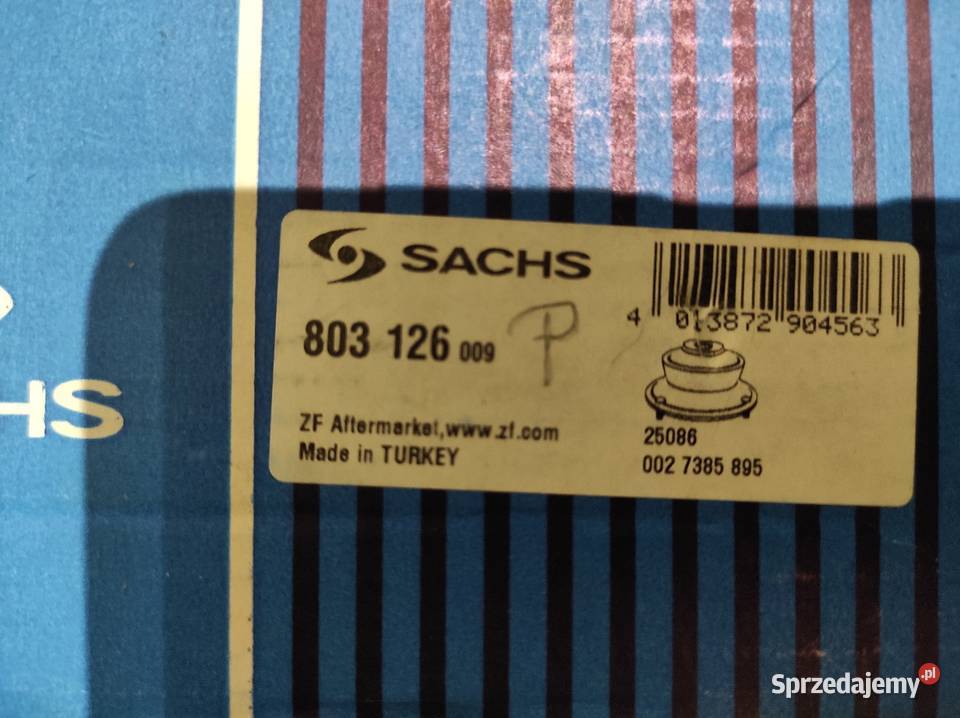 HS
SACHS
803 126 009
P
4 013872 904563
ZF Aftermarket,www.zf.com
Made in TURKEY
25086
002 7385 895
Sprzedajemy.pl